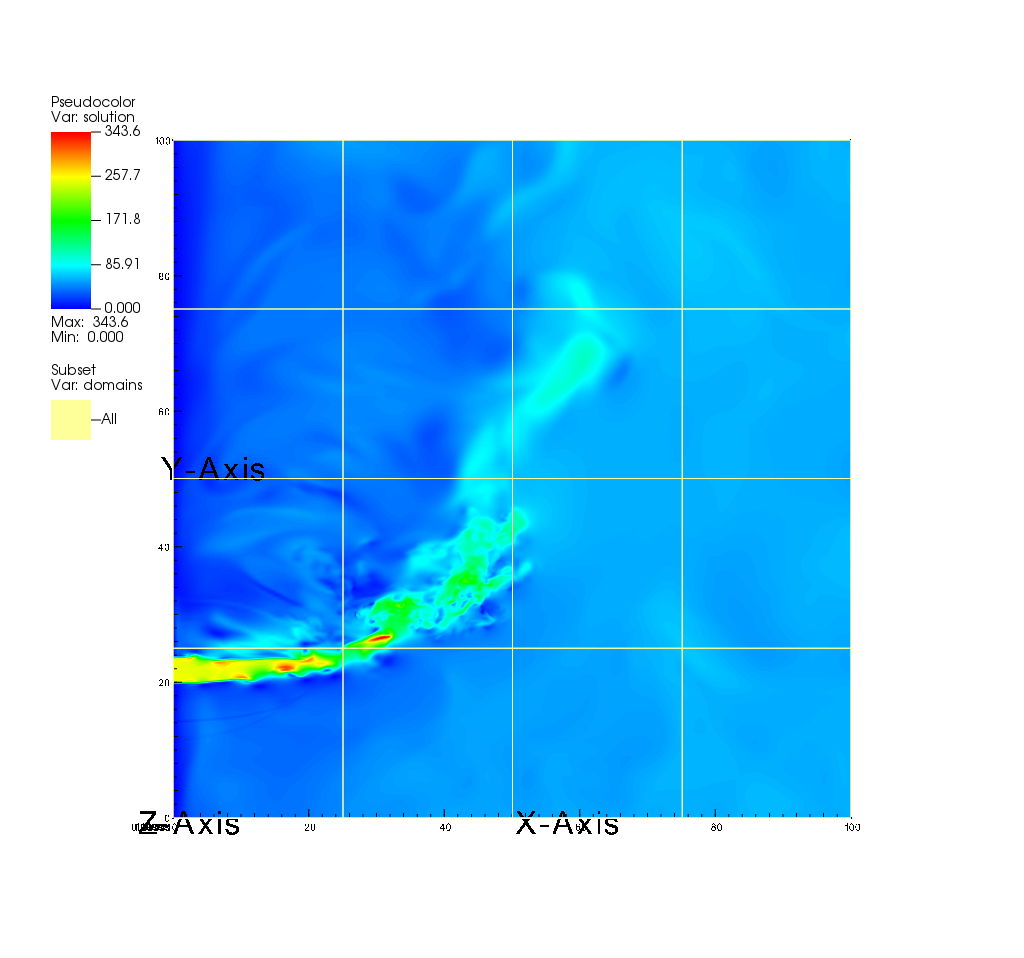 Pseudocolor
Var: solution
343.6
257.7
171.8
85.91
0.000
Max: 343.6
Min: 0.000
Subset
Var: domains
All
100
80
60
Y-Axis
40
20
0
Z-Axis
X-Axis
20
40
60
80
100